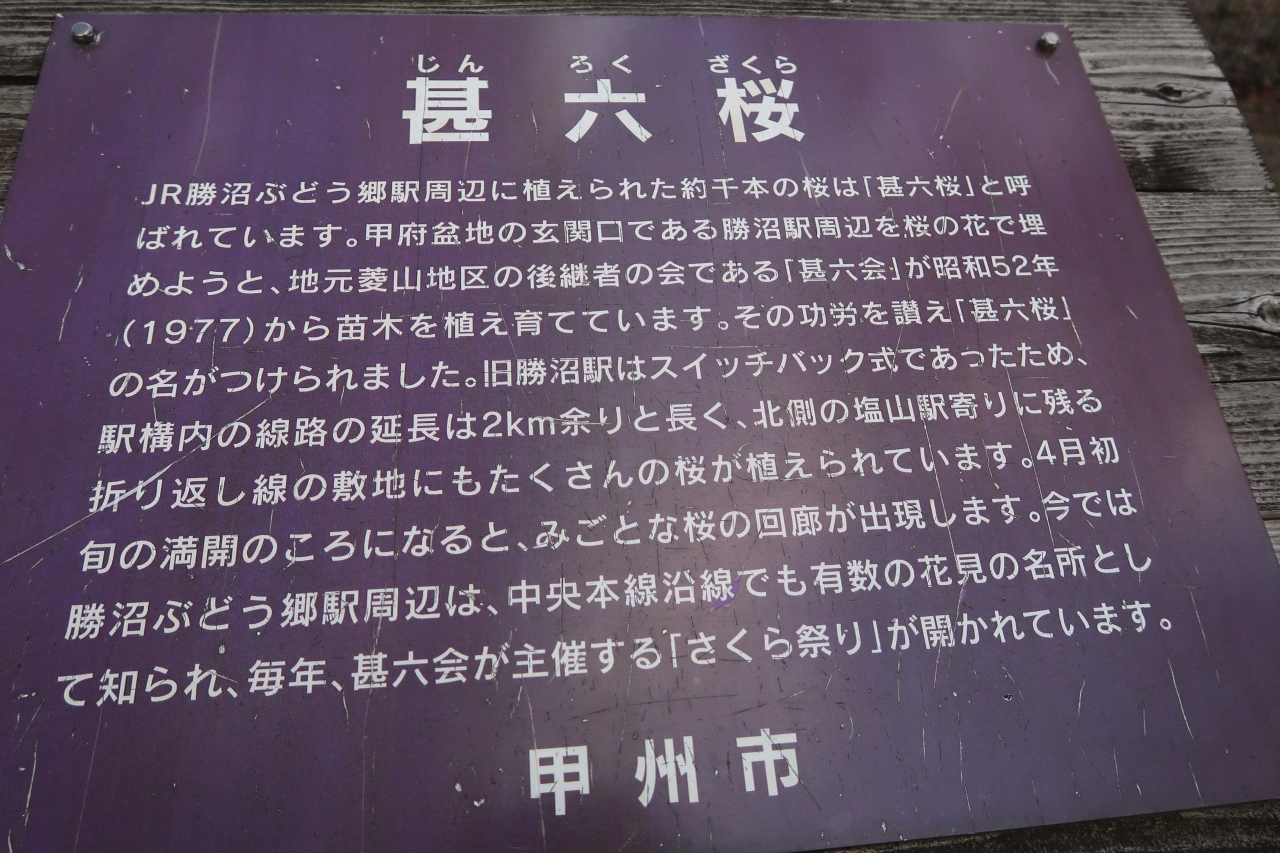 じん ろく ざくら
甚六桜
JR勝沼ぶどう郷駅周辺に植えられた約千本の桜は「甚六桜」と呼
ばれています。甲府盆地の玄関口である勝沼駅周辺を桜の花で埋
めようと、地元菱山地区の後継者の会である「甚六会」が昭和52年
(1977)から苗木を植え育てています。その功労を讃え「甚六桜」
の名がつけられました。旧勝沼駅はスイッチバック式であったため、
駅構内の線路の延長は2km余りと長く、北側の塩山駅寄りに残る
折り返し線の敷地にもたくさんの桜が植えられています。4月初
旬の満開のころになると、みごとな桜の回廊が出現します。今では
勝沼ぶどう郷駅周辺は、中央本線沿線でも有数の花見の名所とし
て知られ、毎年、甚六会が主催する「さくら祭り」が開かれています。
甲州市